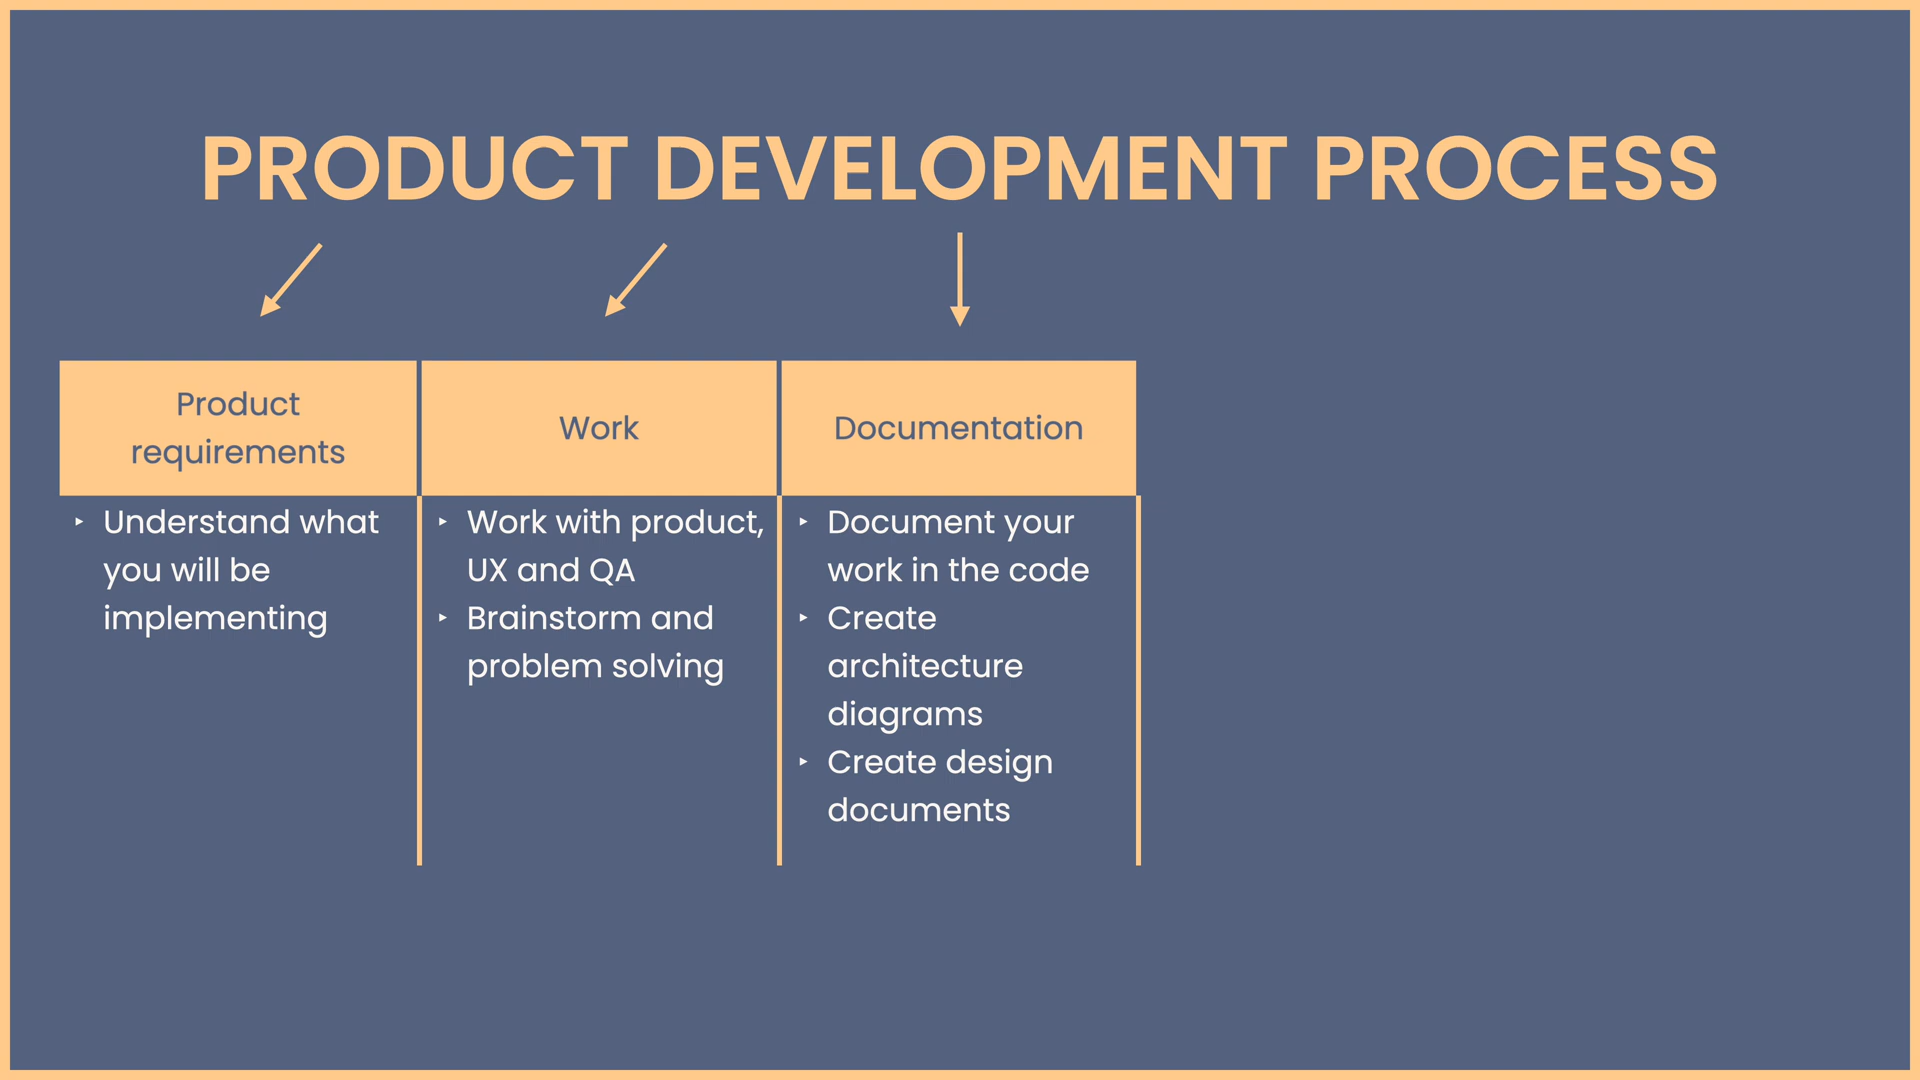 PRODUCT DEVELOPMENT PROCESS
Product
requirements
‣ Understand what
you will be
implementing
Work
‣ Work with product,
UX and QA
‣ Brainstorm and
problem solving
Documentation
‣ Document your
work in the code
‣ Create
architecture
diagrams
‣ Create design
documents